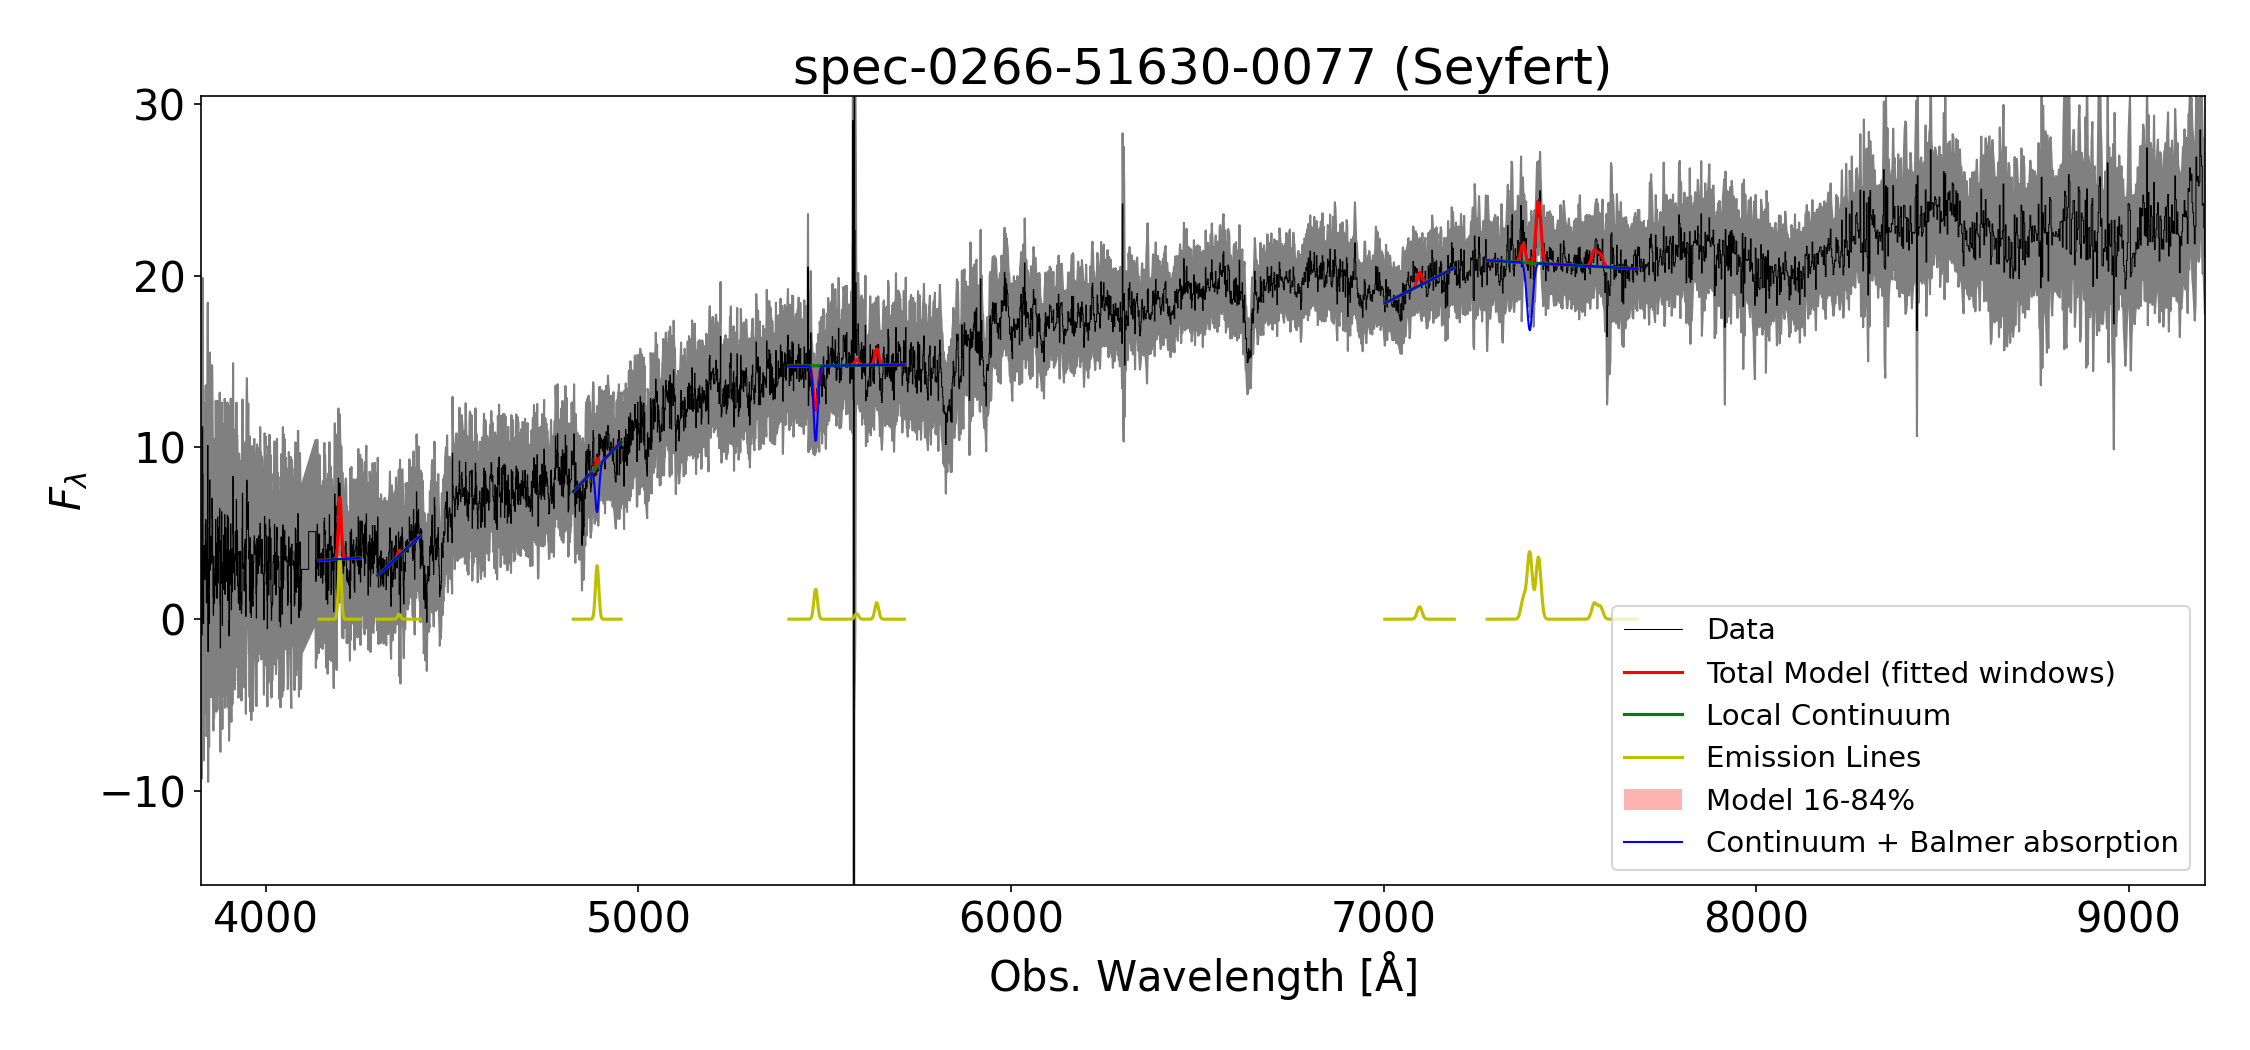 spec-0266-51630-0077 (Seyfert)
30
20
10
0
−10
F_λ
4000
5000
6000
7000
8000
9000
Obs. Wavelength [Å]
Data
Total Model (fitted windows)
Local Continuum
Emission Lines
Model 16-84%
Continuum + Balmer absorption